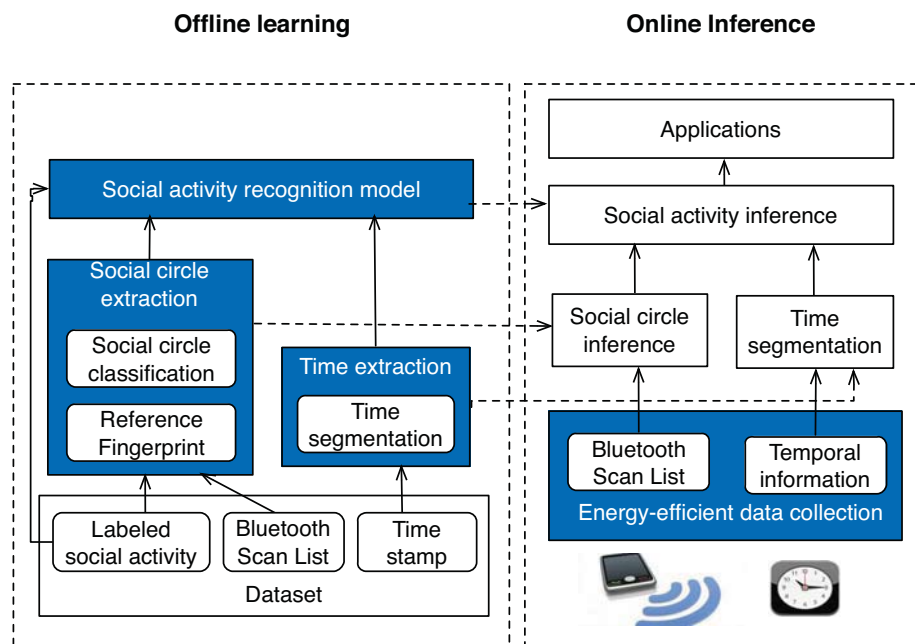 Offline learning
Online Inference
Social activity recognition model
Social circle
extraction
Social circle
classification
Reference
Fingerprint
Time extraction
Time
segmentation
Labeled
social activity
Bluetooth
Scan List
Time
stamp
Dataset
Applications
Social activity inference
Social circle
inference
Time
segmentation
Bluetooth
Scan List
Temporal
information
Energy-efficient data collection